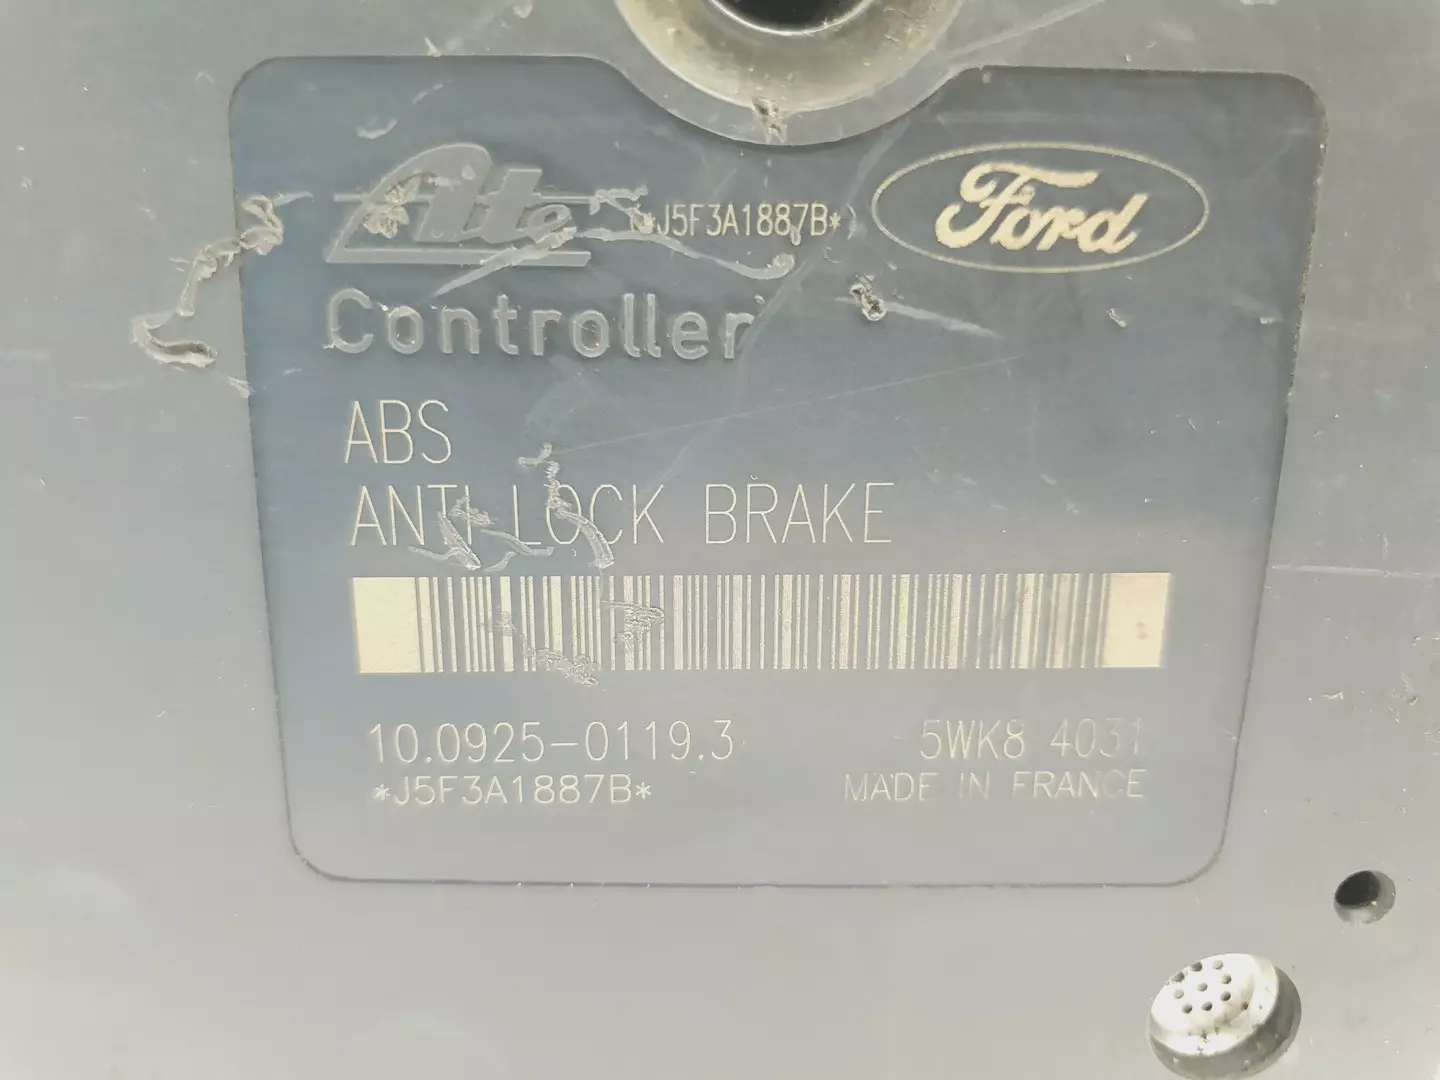 Ate *J5F3A1887B* Ford
Controller
ABS
ANTI LOCK BRAKE
10.0925-0119.3 5WK8 4031
*J5F3A1887B* MADE IN FRANCE